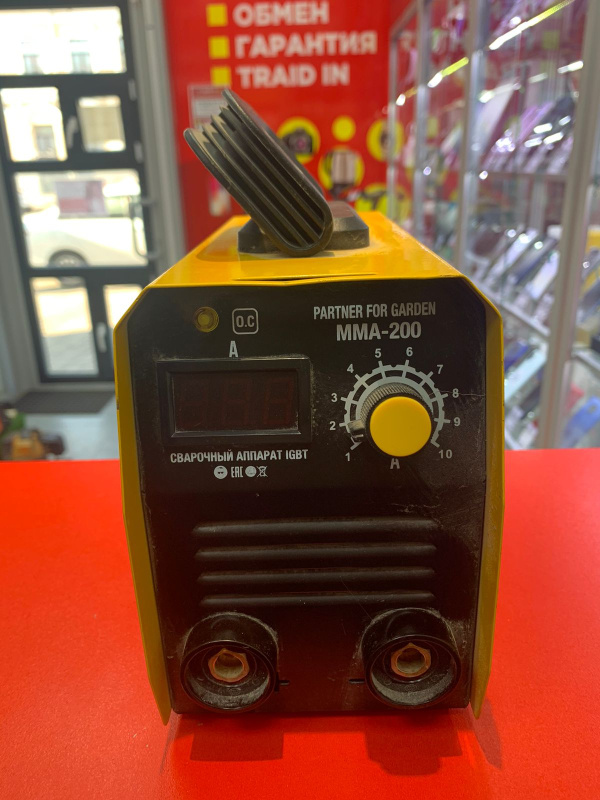 ОБМЕН
ГАРАНТИЯ
TRAID IN
O.C
PARTNER FOR GARDEN
MMA-200
A
1 2 3 4 5 6 7 8 9 10
A
СВАРОЧНЫЙ АППАРАТ IGBT
EAC